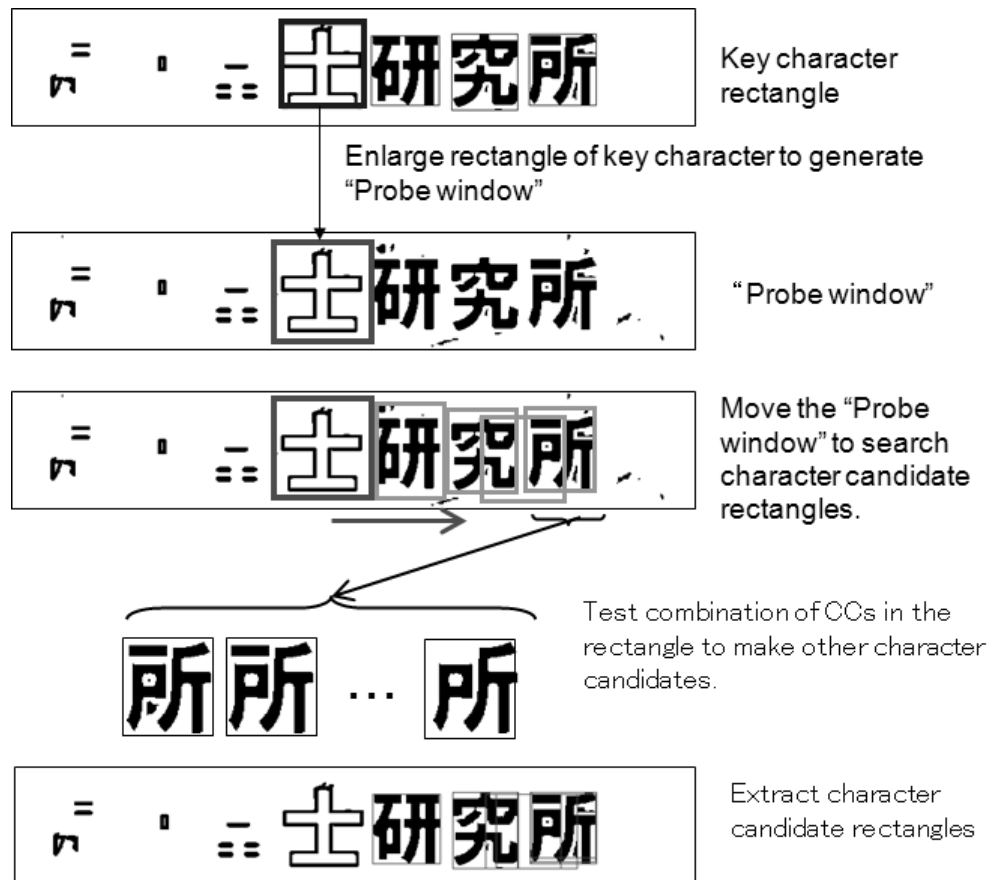 士研究所
Key character
rectangle
Enlarge rectangle of key character to generate
“Probe window”
士研究所
“Probe window”
士研究所
Move the “Probe
window” to search
character candidate
rectangles.
Test combination of CCs in the
rectangle to make other character
candidates.
所 所 ... 所
士研究所
Extract character
candidate rectangles